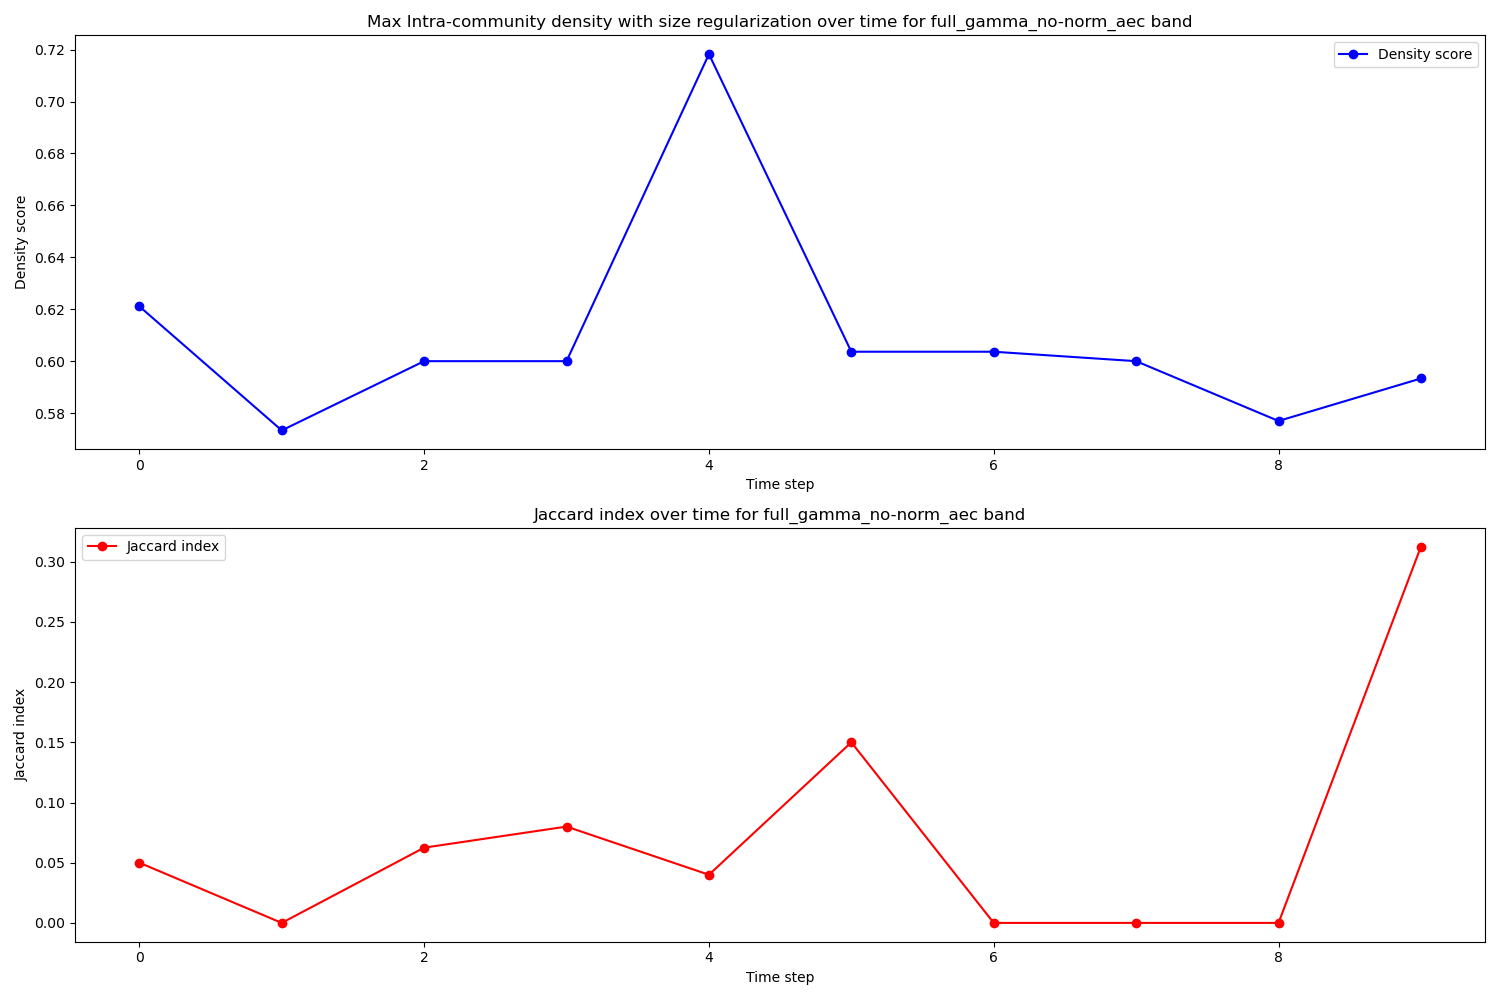 Max Intra-community density with size regularization over time for full_gamma_no-norm_aec band
Density score
0.72
0.70
0.68
0.66
0.64
0.62
0.60
0.58
Density score
0 2 4 6 8
Time step
Jaccard index over time for full_gamma_no-norm_aec band
Jaccard index
0.30
0.25
0.20
0.15
0.10
0.05
0.00
Jaccard index
0 2 4 6 8
Time step